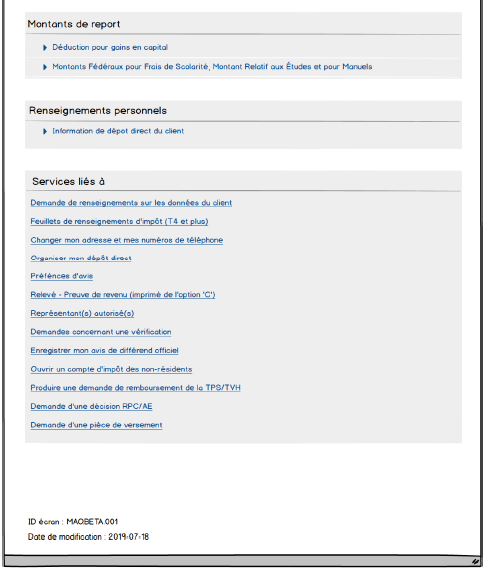 Montants de report
Déduction pour gains en capital
Montants Fédéraux pour Frais de Scolarité, Montant Relatif aux Études et pour Manuels
Renseignements personnels
Information de dépot direct du client
Services liés à
Demande de renseignements sur les données du client
Feuillets de renseignements d'impôt (T4 et plus)
Changer mon adresse et mes numéros de téléphone
Organiser mon dépôt direct
Préfénces d'avis
Relevé - Preuve de revenu (imprimé de l'option 'C')
Représentant(s) autorisé(s)
Demandes concernant une vérification
Enregistrer mon avis de différend officiel
Ouvrir un compte d'impôt des non-résidents
Produire une demande de remboursement de la TPS/TVH
Demande d'une décision RPC/AE
Demande d'une pièce de versement
ID écran : MAOBETA.001
Date de modification : 2019-07-18